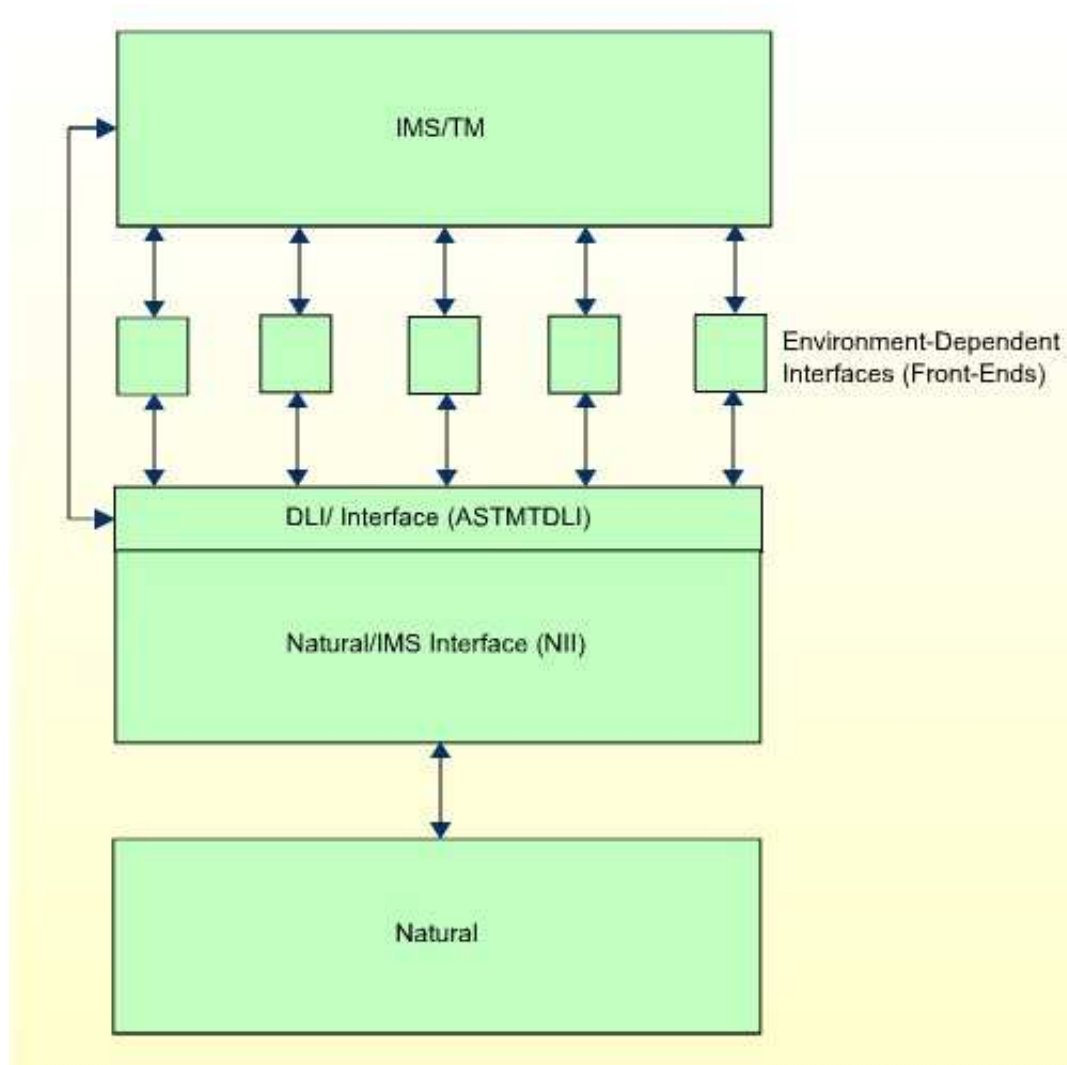 IMS/TM
Environment-Dependent
Interfaces (Front-Ends)
DLI/ Interface (ASTMTDLI)
Natural/IMS Interface (NII)
Natural